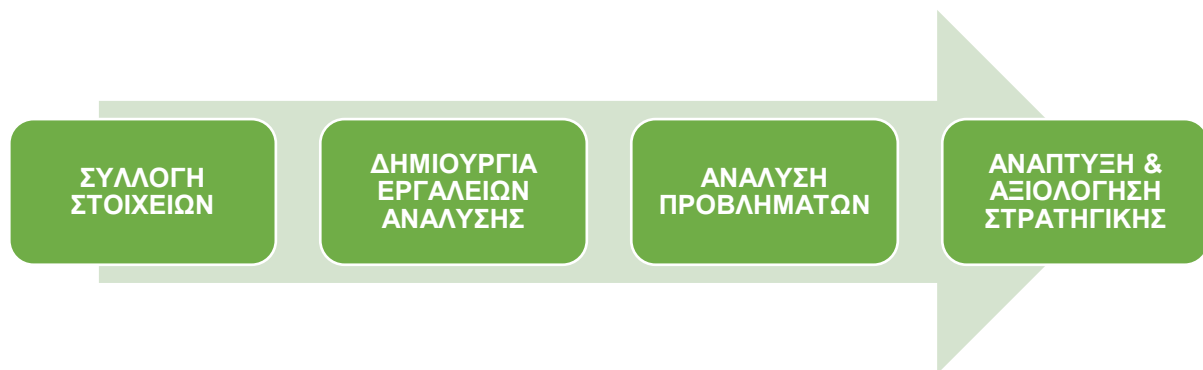 ΣΥΛΛΟΓΗ
ΣΤΟΙΧΕΙΩΝ
ΔΗΜΙΟΥΡΓΙΑ
ΕΡΓΑΛΕΙΩΝ
ΑΝΑΛΥΣΗΣ
ΑΝΑΛΥΣΗ
ΠΡΟΒΛΗΜΑΤΩΝ
ΑΝΑΠΤΥΞΗ &
ΑΞΙΟΛΟΓΗΣΗ
ΣΤΡΑΤΗΓΙΚΗΣ